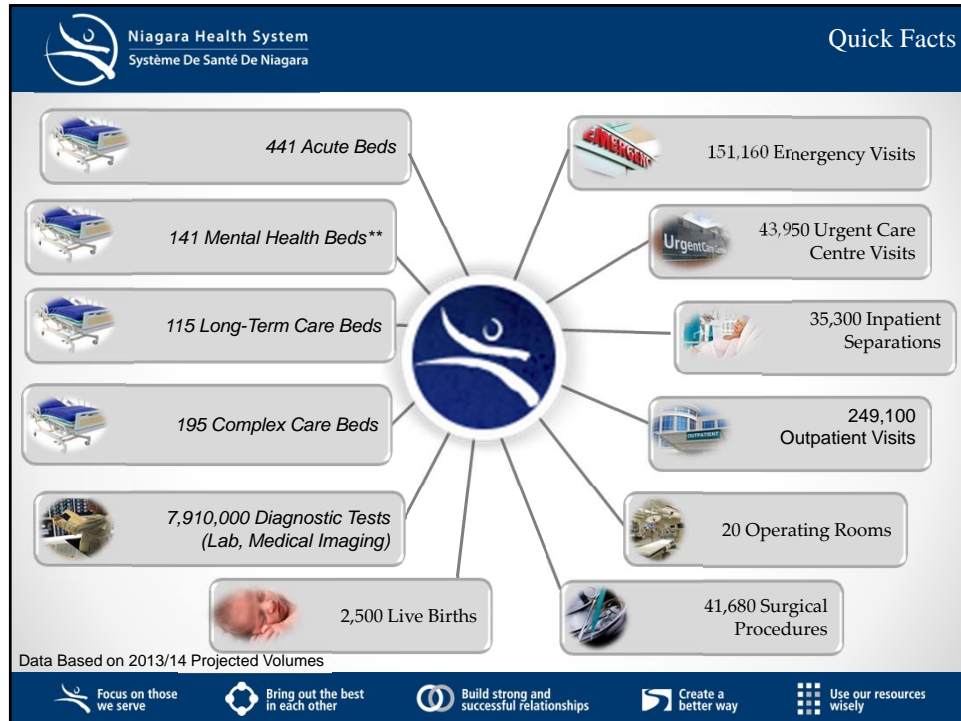 Niagara Health System
Système De Santé De Niagara
Quick Facts
441 Acute Beds
141 Mental Health Beds**
115 Long-Term Care Beds
195 Complex Care Beds
7,910,000 Diagnostic Tests
(Lab, Medical Imaging)
2,500 Live Births
EMERGENC
151,160 Emergency Visits
Urgent Care
43,950 Urgent Care
Centre Visits
35,300 Inpatient
Separations
OUTPATIENT
249,100
Outpatient Visits
20 Operating Rooms
41,680 Surgical
Procedures
Data Based on 2013/14 Projected Volumes
Focus on those
we serve
Bring out the best
in each other
Build strong and
successful relationships
Create a
better way
Use our resources
wisely